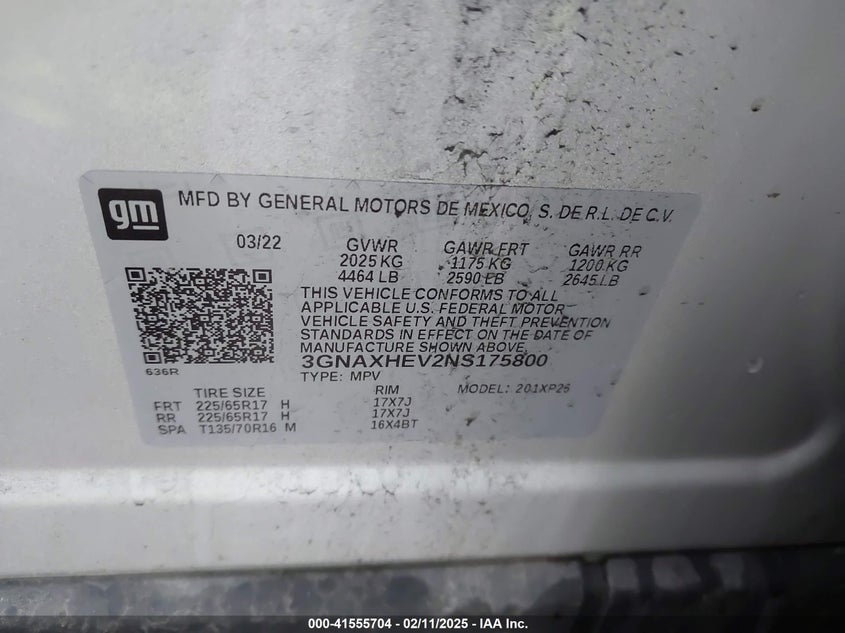 gm MFD BY GENERAL MOTORS DE MEXICO, S. DE R.L. DE C.V.
03/22 GVWR GAWR FRT GAWR RR
2025 KG 1175 KG 1200 KG
4464 LB 2590 LB 2645 LB
THIS VEHICLE CONFORMS TO ALL
APPLICABLE U.S. FEDERAL MOTOR
VEHICLE SAFETY AND THEFT PREVENTION
STANDARDS IN EFFECT ON THE DATE OF
MANUFACTURE SHOWN ABOVE.
3GNAXHEV2NS175800
636R
TYPE: MPV
TIRE SIZE RIM MODEL: 201XP26
FRT 225/65R17 H 17X7J
RR 225/65R17 H 17X7J
SPA T135/70R16 M 16X4BT
000-41555704 - 02/11/2025 - IAA Inc.